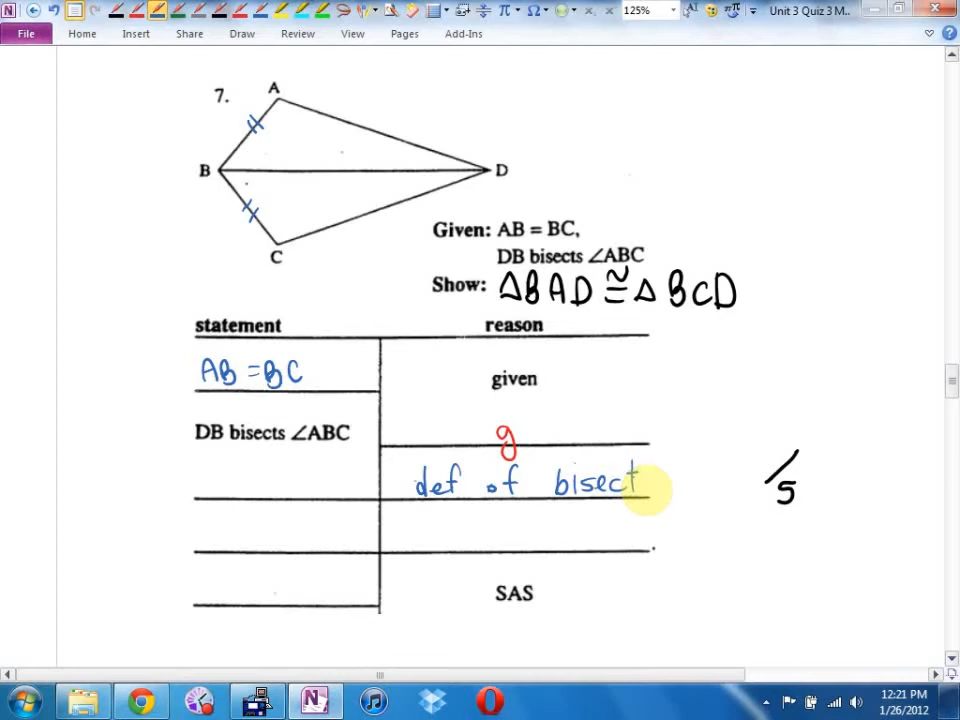 125%
Unit 3 Quiz 3 M..
File Home Insert Share Draw Review View Pages Add-Ins
7.
A
B
D
C
Given: AB = BC,
DB bisects ∠ABC
Show: △BAD ≅ △BCD
statement reason
AB = BC given
DB bisects ∠ABC g
def of bisect
/5
SAS
12:21 PM
1/26/2012